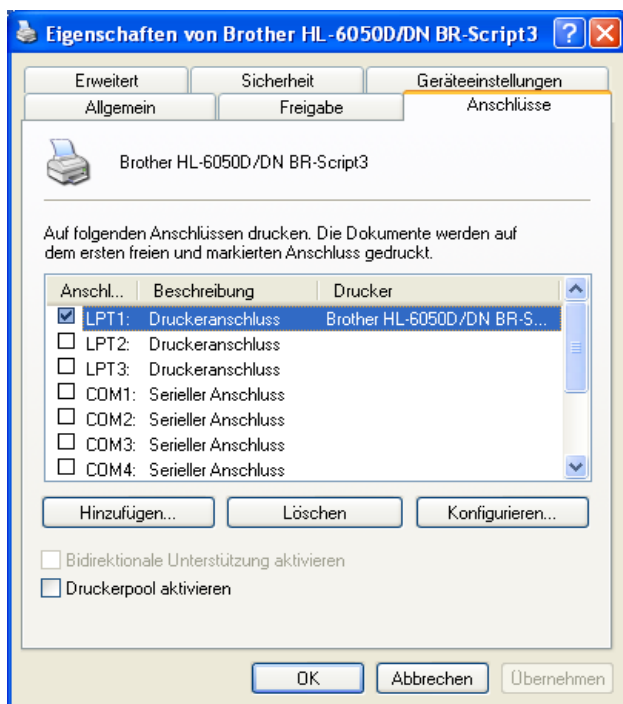 Eigenschaften von Brother HL-6050D/DN BR-Script3
Erweitert Sicherheit Geräteeinstellungen
Allgemein Freigabe Anschlüsse
Brother HL-6050D/DN BR-Script3
Auf folgenden Anschlüssen drucken. Die Dokumente werden auf
dem ersten freien und markierten Anschluss gedruckt.
Anschl... Beschreibung Drucker
LPT1: Druckeranschluss Brother HL-6050D/DN BR-S...
LPT2: Druckeranschluss
LPT3: Druckeranschluss
COM1: Serieller Anschluss
COM2: Serieller Anschluss
COM3: Serieller Anschluss
COM4: Serieller Anschluss
Hinzufügen... Löschen Konfigurieren...
Bidirektionale Unterstützung aktivieren
Druckerpool aktivieren
OK Abbrechen Übernehmen